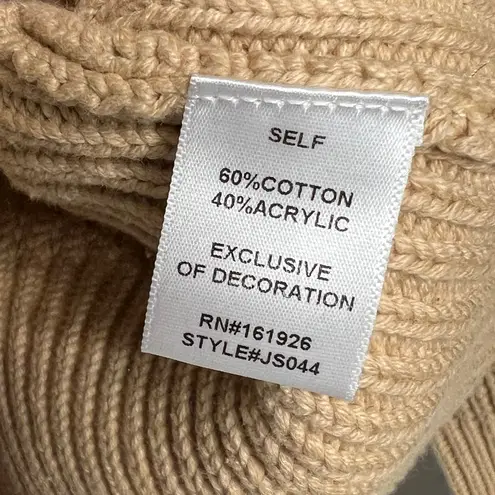 SELF
60%COTTON
40%ACRYLIC
EXCLUSIVE
OF DECORATION
RN#161926
STYLE#JS044